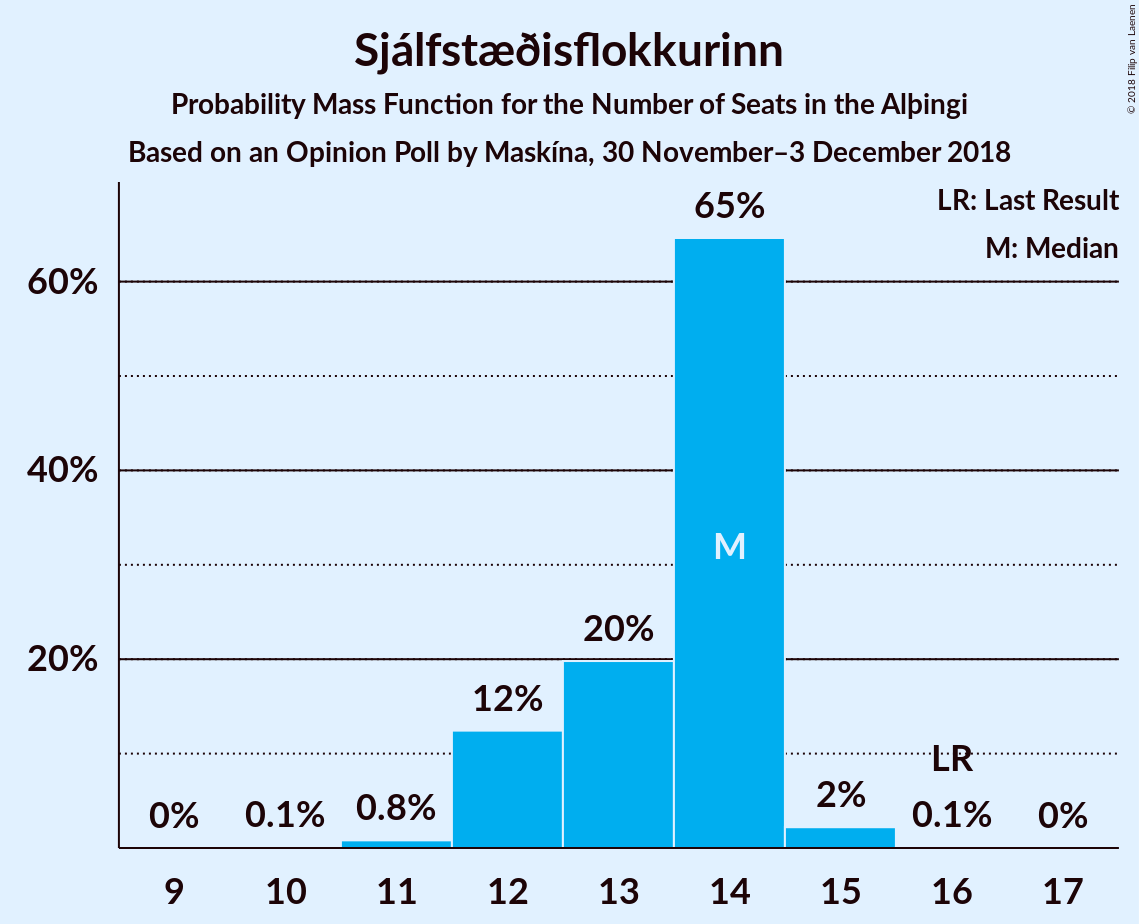 Sjálfstæðisflokkurinn
Probability Mass Function for the Number of Seats in the Alþingi
Based on an Opinion Poll by Maskína, 30 November–3 December 2018
© 2018 Filip van Laenen
LR: Last Result
M: Median
65%
60%
40%
M
20%
20%
12%
LR
0%
0.1%
0.8%
2%
0.1%
0%
9 10 11 12 13 14 15 16 17